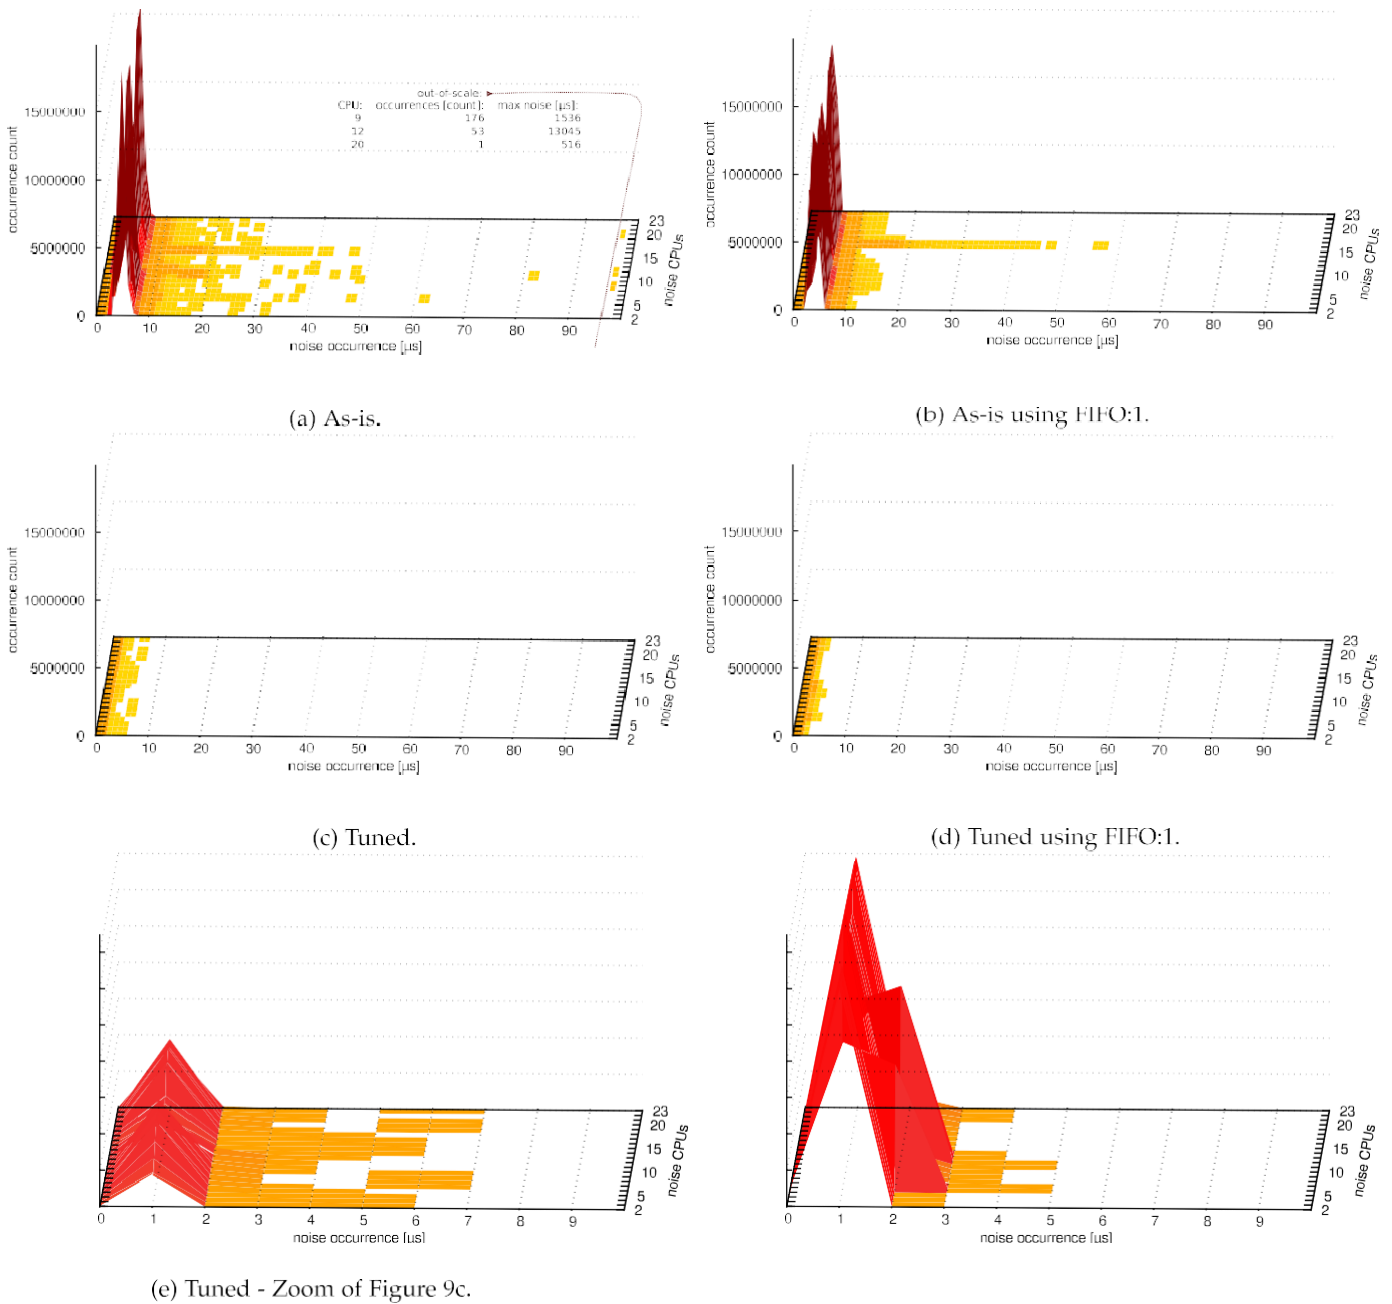 out-of-scale:
CPU: occurrences [count]: max noise [μs]:
9 176 1536
12 53 13045
20 1 516
occurrence count
15000000
10000000
5000000
0
0 10 20 30 40 50 60 70 80 90
noise occurrence [μs]
23
20
15
10
5
2
noise CPUs
(a) As-is.
occurrence count
15000000
10000000
5000000
0
0 10 20 30 40 50 60 70 80 90
noise occurrence [μs]
23
20
15
10
5
2
noise CPUs
(b) As-is using FIFO:1.
occurrence count
15000000
10000000
5000000
0
0 10 20 30 40 50 60 70 80 90
noise occurrence [μs]
23
20
15
10
5
2
noise CPUs
(c) Tuned.
occurrence count
15000000
10000000
5000000
0
0 10 20 30 40 50 60 70 80 90
noise occurrence [μs]
23
20
15
10
5
2
noise CPUs
(d) Tuned using FIFO:1.
0 1 2 3 4 5 6 7 8 9
noise occurrence [μs]
23
20
15
10
5
2
noise CPUs
(e) Tuned - Zoom of Figure 9c.
0 1 2 3 4 5 6 7 8 9
noise occurrence [μs]
23
20
15
10
5
2
noise CPUs